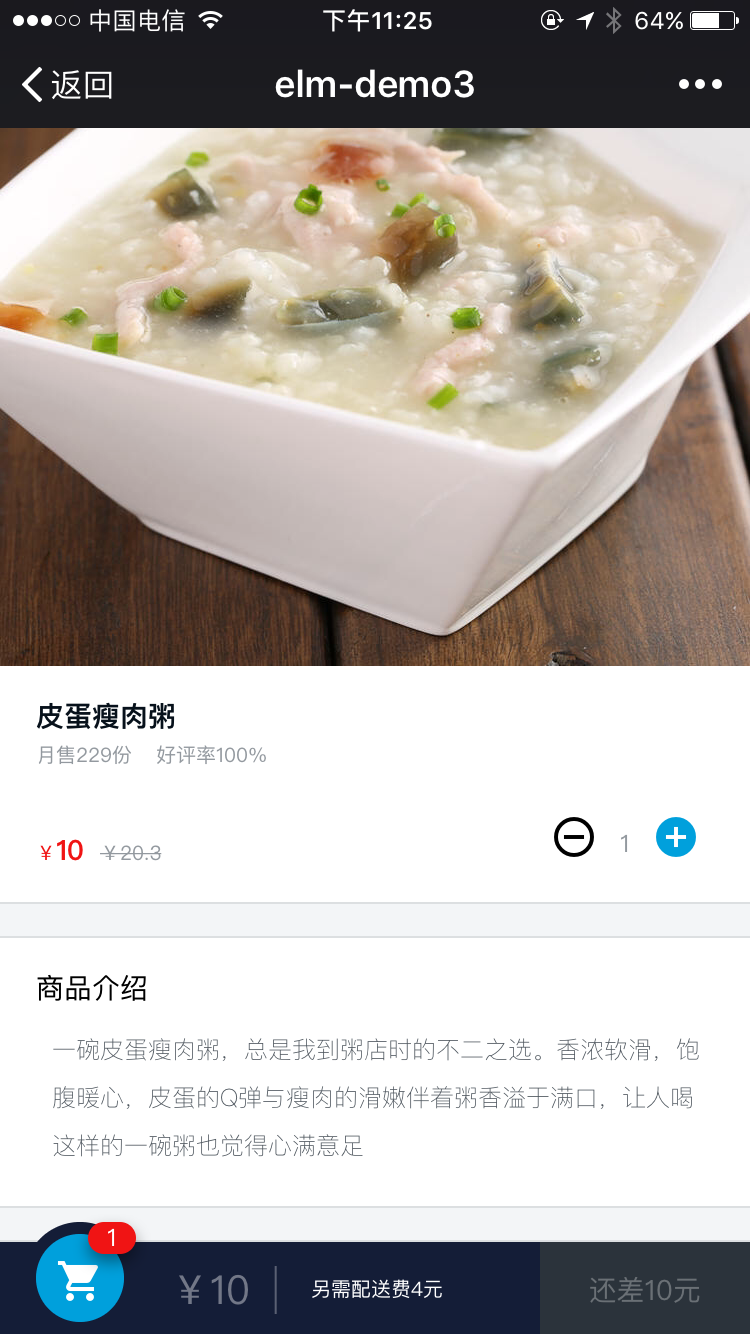 中国电信 下午11:25 64%
返回 elm-demo3
皮蛋瘦肉粥
月售229份 好评率100%
￥10 ￥20.3 1
商品介绍
一碗皮蛋瘦肉粥，总是我到粥店时的不二之选。香浓软滑，饱
腹暖心，皮蛋的Q弹与瘦肉的滑嫩伴着粥香溢于满口，让人喝
这样的一碗粥也觉得心满意足
1
￥10 另需配送费4元 还差10元